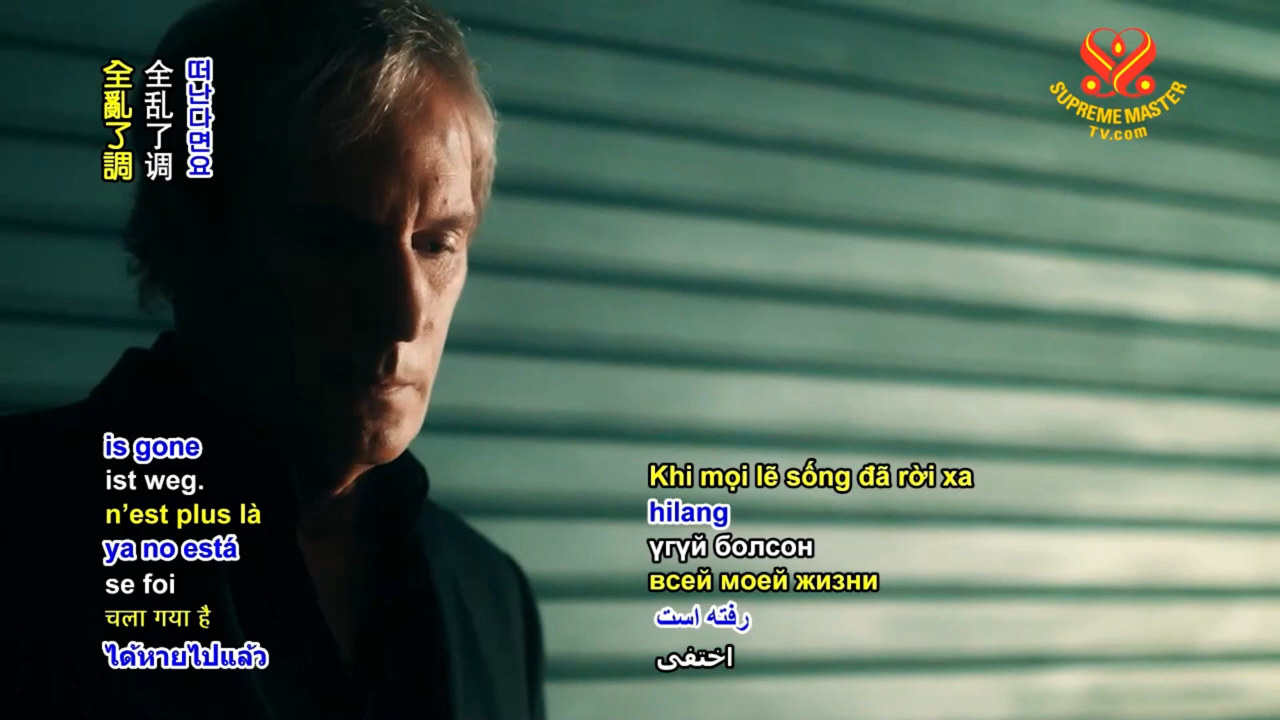 全亂了調
全乱了调
떠난다면요
SUPREME MASTER
TV.com
is gone
ist weg.
n’est plus là
ya no está
se foi
चला गया है
ได้หายไปแล้ว
Khi mọi lẽ sống đã rời xa
hilang
үгүй болсон
всей моей жизни
رفته است
اختفى